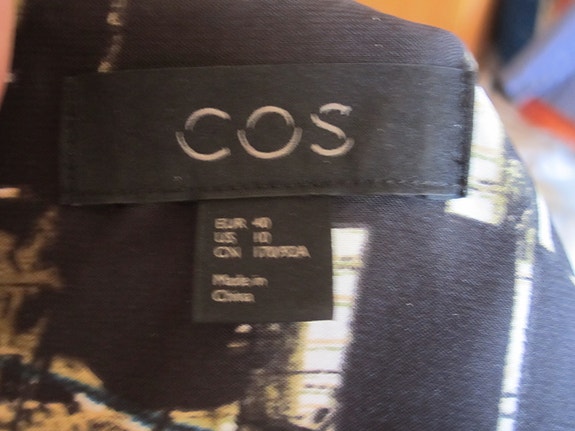 COS
EUR 40
US 10
CN 170/92A
Made in
China